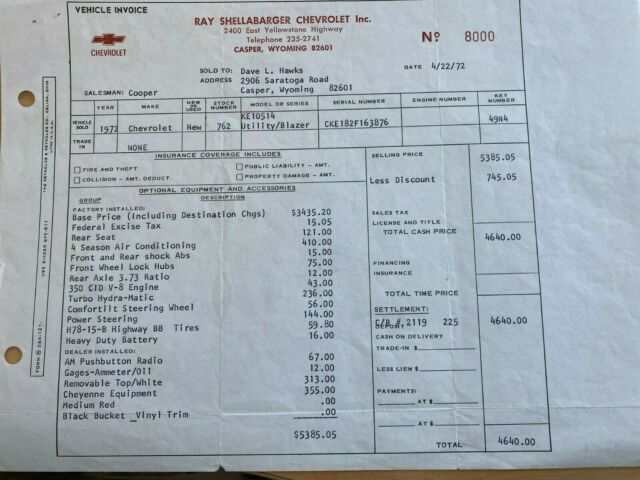 VEHICLE INVOICE
CHEVROLET
RAY SHELLABARGER CHEVROLET Inc.
2400 East Yellowstone Highway
Telephone 235-2741
CASPER, WYOMING 82601
Nº 8000
DATE 4/22/72
SOLD TO: Dave L. Hawks
ADDRESS 2906 Saratoga Road
Casper, Wyoming 82601
SALESMAN: Cooper
YEAR MAKE NEW OR USED STOCK NUMBER MODEL OR SERIES SERIAL NUMBER ENGINE NUMBER KEY NUMBER
VEHICLE SOLD 1972 Chevrolet New 762 KE10514 Utility/Blazer CKE182F163876 49N4
TRADE IN NONE
INSURANCE COVERAGE INCLUDES
FIRE AND THEFT PUBLIC LIABILITY - AMT.
COLLISION - AMT. DEDUCT. PROPERTY DAMAGE - AMT.
OPTIONAL EQUIPMENT AND ACCESSORIES
GROUP DESCRIPTION
FACTORY INSTALLED:
Base Price (Including Destination Chgs) $3435.20
Federal Excise Tax 15.05
Rear Seat 121.00
4 Season Air Conditioning 410.00
Front and Rear shock Abs 15.00
Front Wheel Lock Hubs 75.00
Rear Axle 3.73 Ratio 12.00
350 CID V-8 Engine 43.00
Turbo Hydra-Matic 236.00
Comfortilt Steering Wheel 56.00
Power Steering 144.00
H78-15-B Highway BB Tires 59.80
Heavy Duty Battery 16.00
DEALER INSTALLED:
AM Pushbutton Radio 67.00
Gages-Ammeter/Oil 12.00
Removable Top/White 313.00
Cheyenne Equipment 355.00
Medium Red .00
Black Bucket Vinyl Trim .00
$5385.05
SELLING PRICE 5385.05
Less Discount 745.05
SALES TAX
LICENSE AND TITLE
TOTAL CASH PRICE 4640.00
FINANCING
INSURANCE
TOTAL TIME PRICE
SETTLEMENT:
C/R # 2119 225 4640.00
DEPOSIT
CASH ON DELIVERY
TRADE-IN $
LESS LIEN $
PAYMENTS:
AT $
AT $
TOTAL 4640.00